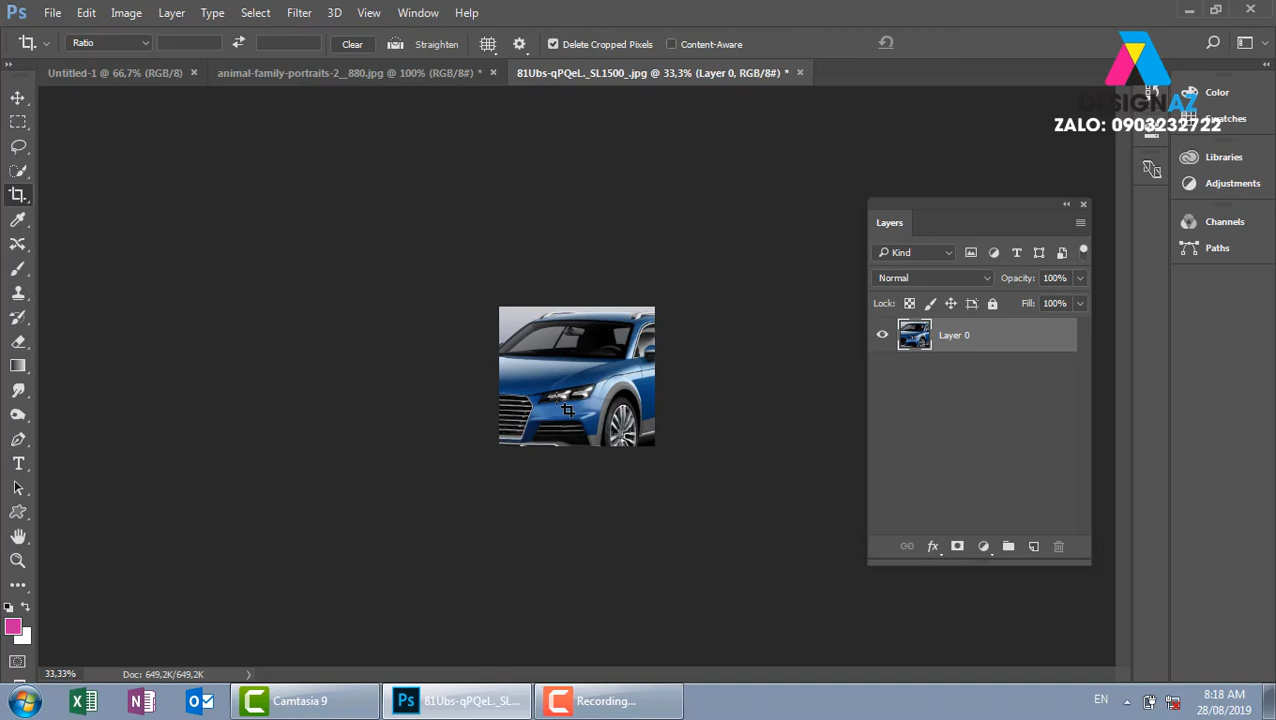 Ps File Edit Image Layer Type Select Filter 3D View Window Help
Ratio Clear Straighten Delete Cropped Pixels Content-Aware
Untitled-1 @ 66,7% (RGB/8) × animal-family-portraits-2__880.jpg @ 100% (RGB/8#) * × 81Ubs-qPQeL._SL1500_.jpg @ 33,3% (Layer 0, RGB/8#) * ×
DESIGNAZ
ZALO: 0903232722
Color
Swatches
Libraries
Adjustments
Channels
Paths
Layers
Kind
Normal Opacity: 100%
Lock: Fill: 100%
Layer 0
fx
33,33% Doc: 649,2K/649,2K
Camtasia 9
Ps 81Ubs-qPQeL._SL...
Recording...
EN
8:18 AM
28/08/2019